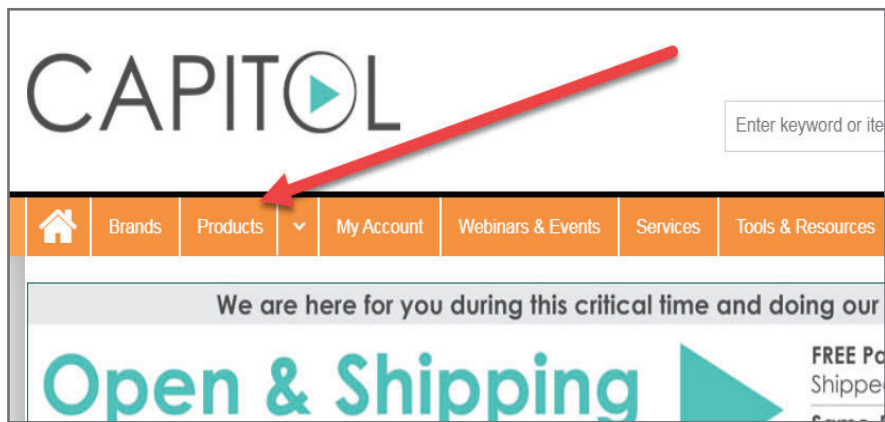 CAPITOL
Enter keyword or ite
Brands Products My Account Webinars & Events Services Tools & Resources
We are here for you during this critical time and doing our
Open & Shipping
FREE Pa
Shipped